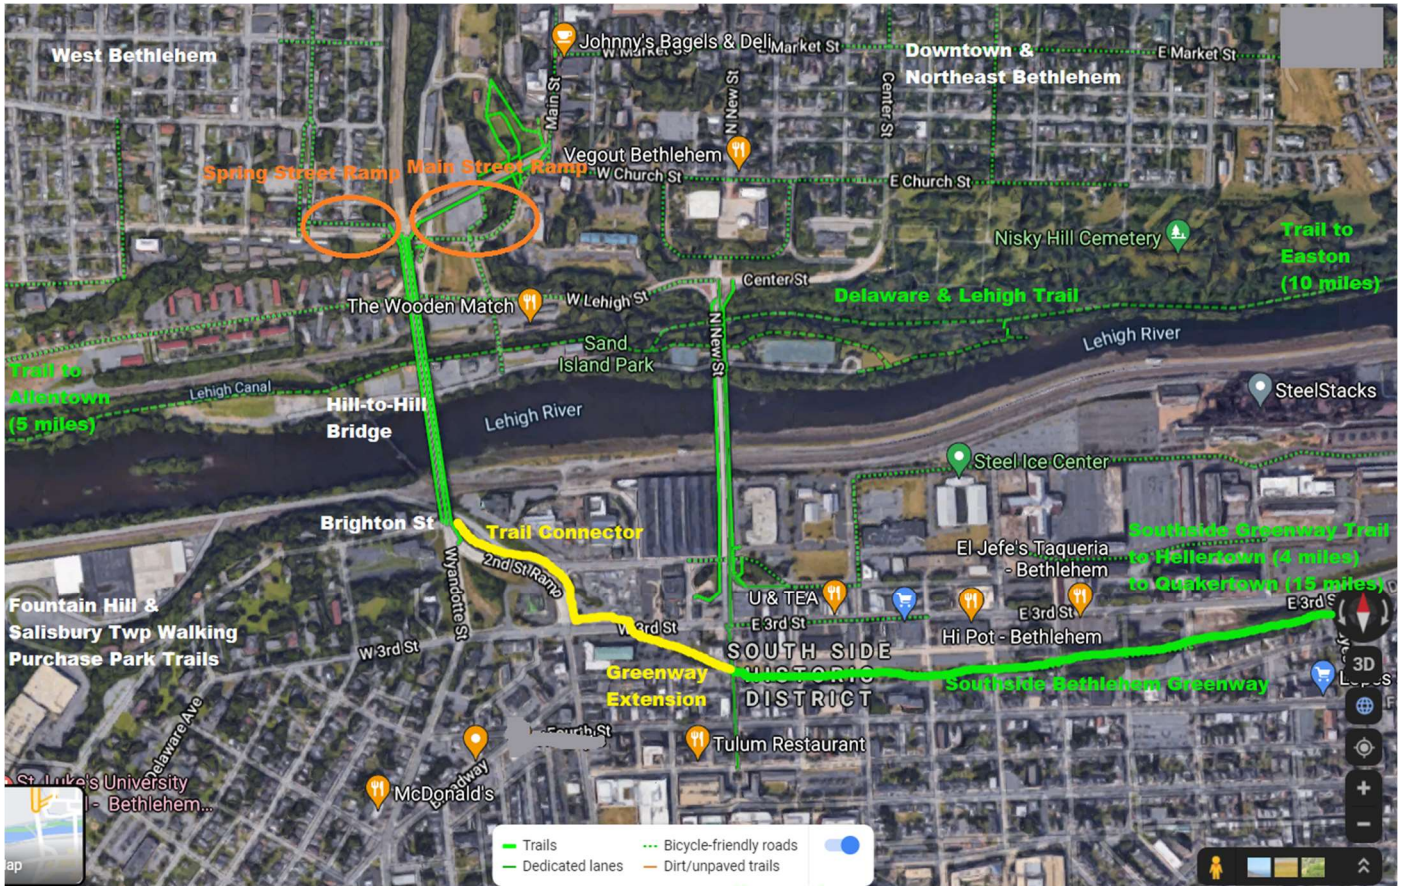 West Bethlehem
Johnny's Bagels & Deli
W Market St
Market St
Downtown &
Northeast Bethlehem
E Market St
Main St
N New St
Center St
Vegout Bethlehem
Spring Street Ramp
Main Street Ramp
W Church St
E Church St
Nisky Hill Cemetery
Trail to
Easton
(10 miles)
Center St
The Wooden Match
W Lehigh St
Delaware & Lehigh Trail
N New St
Sand
Island Park
Lehigh River
Trail to
Allentown
(5 miles)
Lehigh Canal
SteelStacks
Hill-to-Hill
Bridge
Lehigh River
Steel Ice Center
Brighton St
Trail Connector
Southside Greenway Trail
to Hellertown (4 miles)
to Quakertown (15 miles)
El Jefe's Taqueria
- Bethlehem
2nd St Ramp
Wyandotte St
U & TEA
E 3rd St
Fountain Hill &
Salisbury Twp Walking
Purchase Park Trails
W 3rd St
E 3rd St
E 3rd St
Hi Pot - Bethlehem
W 3rd St
SOUTH SIDE
HISTORIC
DISTRICT
3D
Greenway
Extension
Southside Bethlehem Greenway
Lopes
Delaware Ave
Fourth St
Tulum Restaurant
St. Luke's University
- Bethlehem...
McDonald's
Broadway
Trails
Bicycle-friendly roads
Dedicated lanes
Dirt/unpaved trails